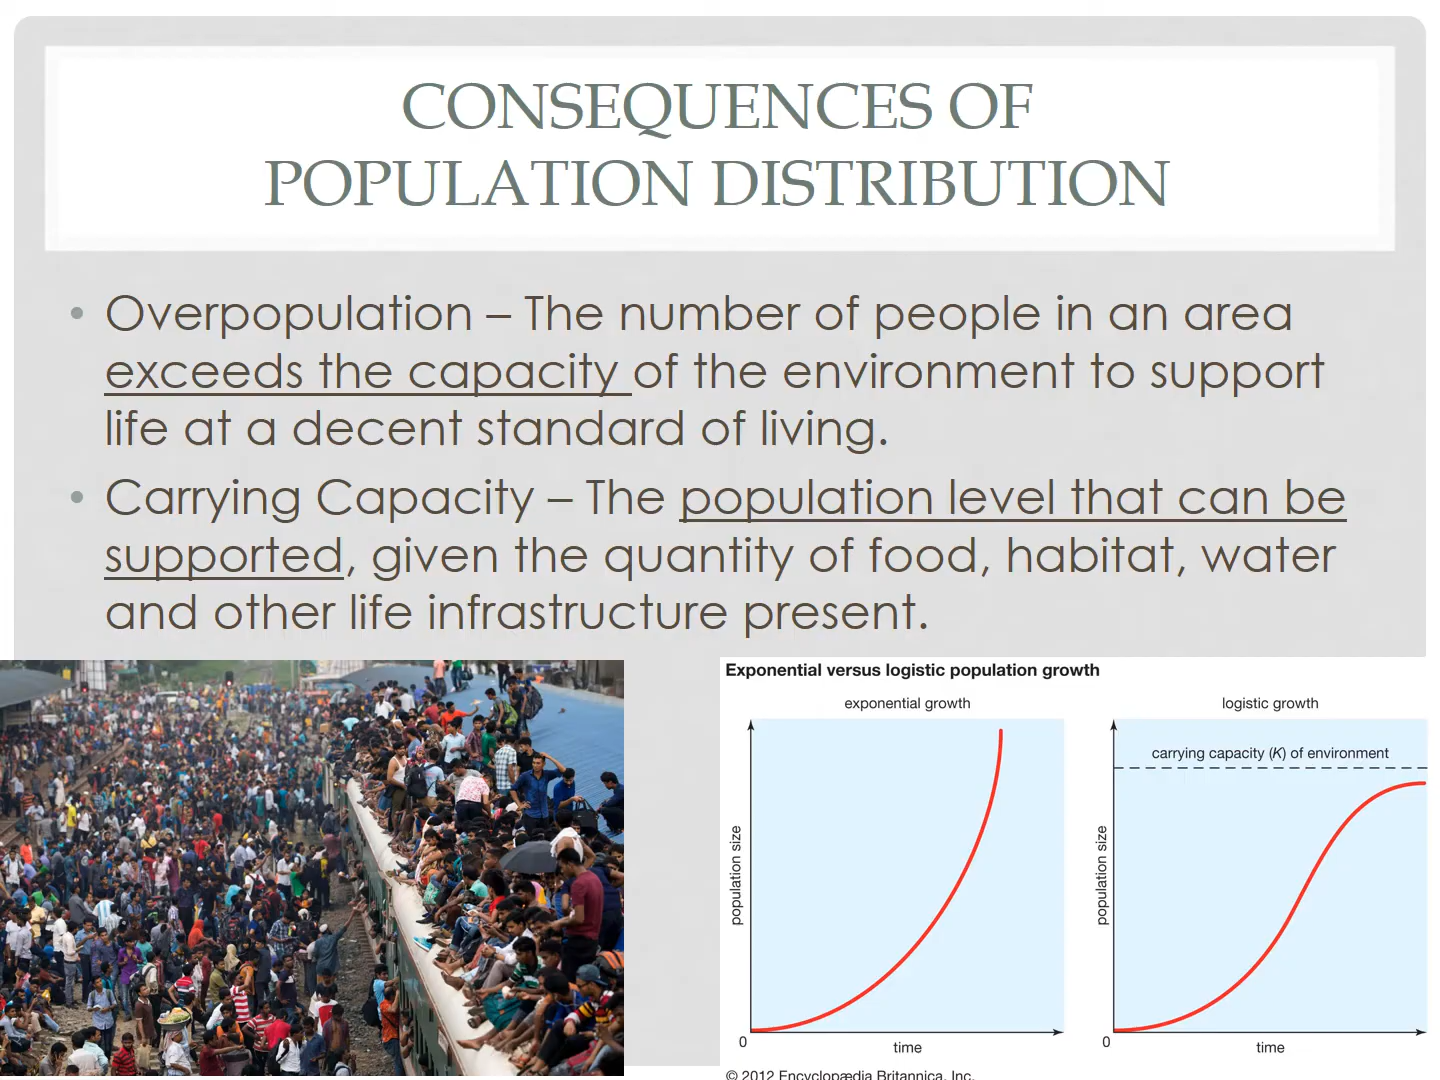 CONSEQUENCES OF
POPULATION DISTRIBUTION
• Overpopulation – The number of people in an area
exceeds the capacity of the environment to support
life at a decent standard of living.
• Carrying Capacity – The population level that can be
supported, given the quantity of food, habitat, water
and other life infrastructure present.
Exponential versus logistic population growth
exponential growth
population size
0
time
logistic growth
carrying capacity (K) of environment
population size
0
time
© 2012 Encyclopædia Britannica, Inc.